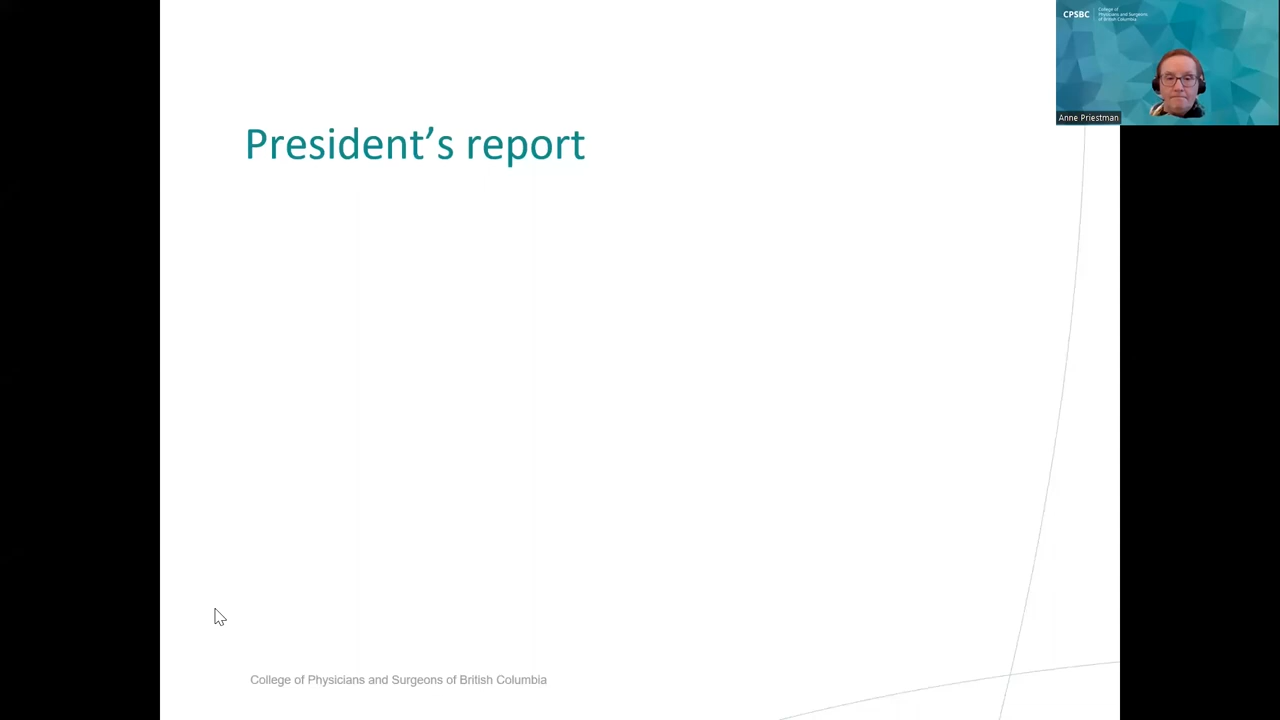 CPSBC
College of
Physicians and Surgeons
of British Columbia
Anne Priestman
President’s report
College of Physicians and Surgeons of British Columbia